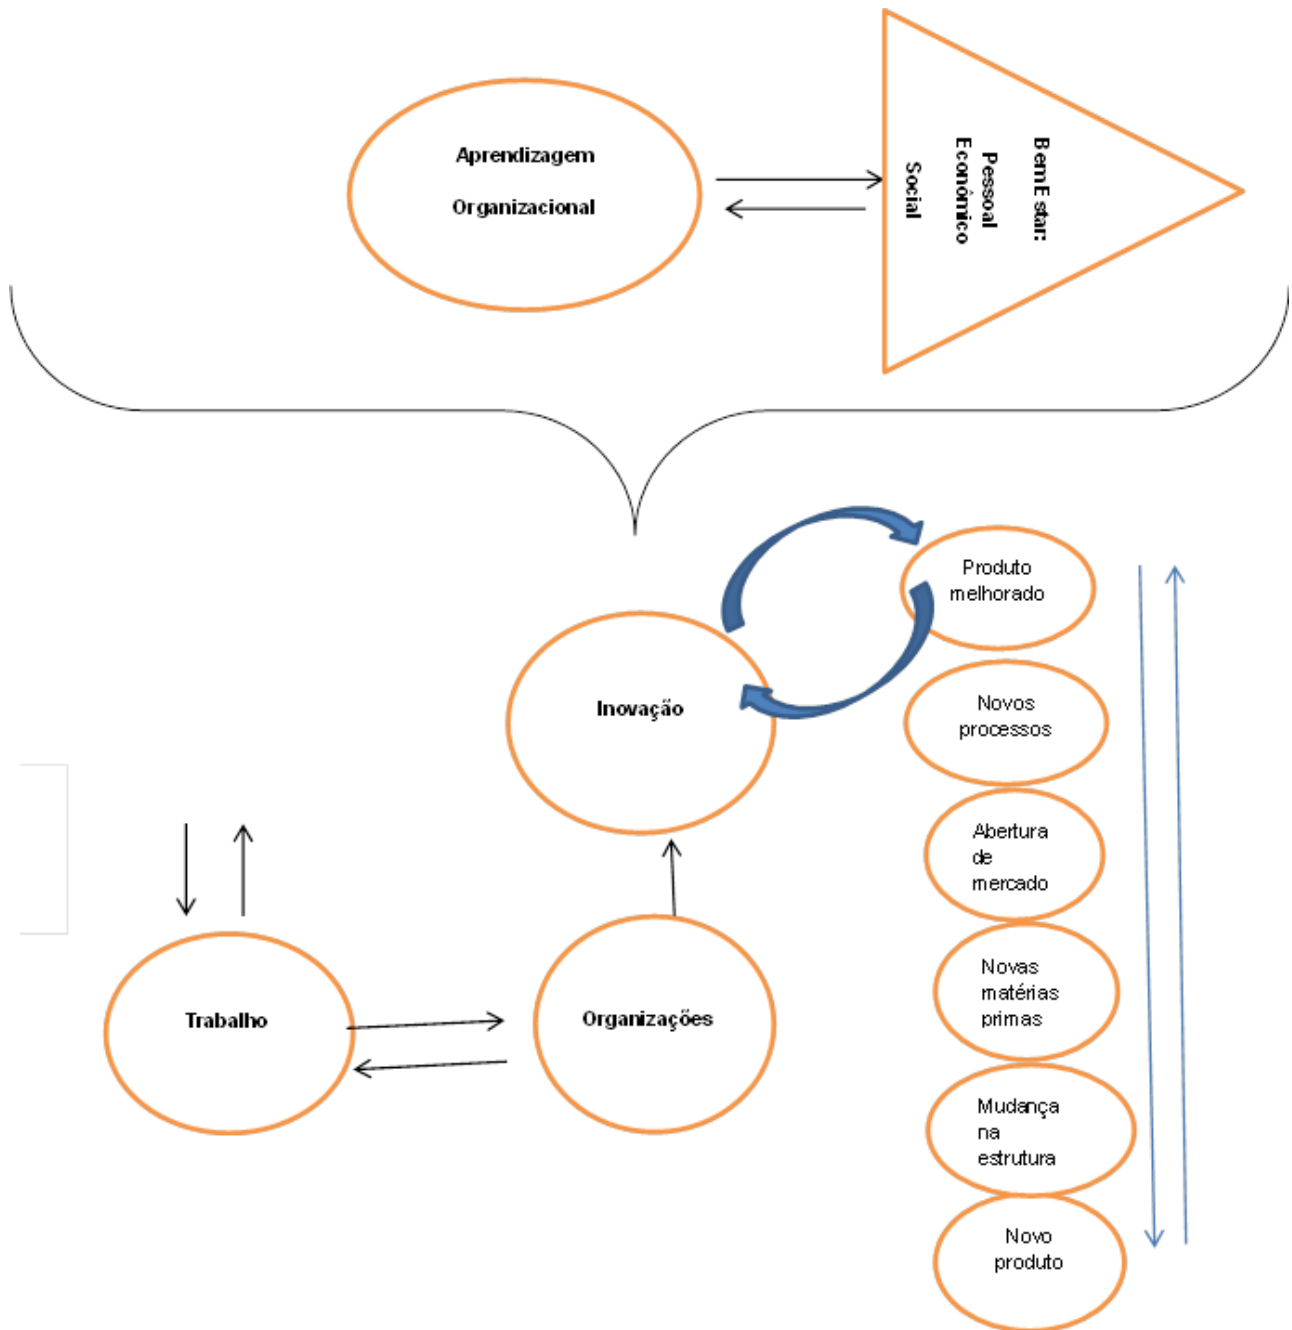 Aprendizagem
Organizacional
Bem Estar:
Pessoal
Econômico
Social
Produto
melhorado
Inovação
Novos
processos
Abertura
de
mercado
Novas
matérias
primas
Trabalho
Organizações
Mudança
na
estrutura
Novo
produto